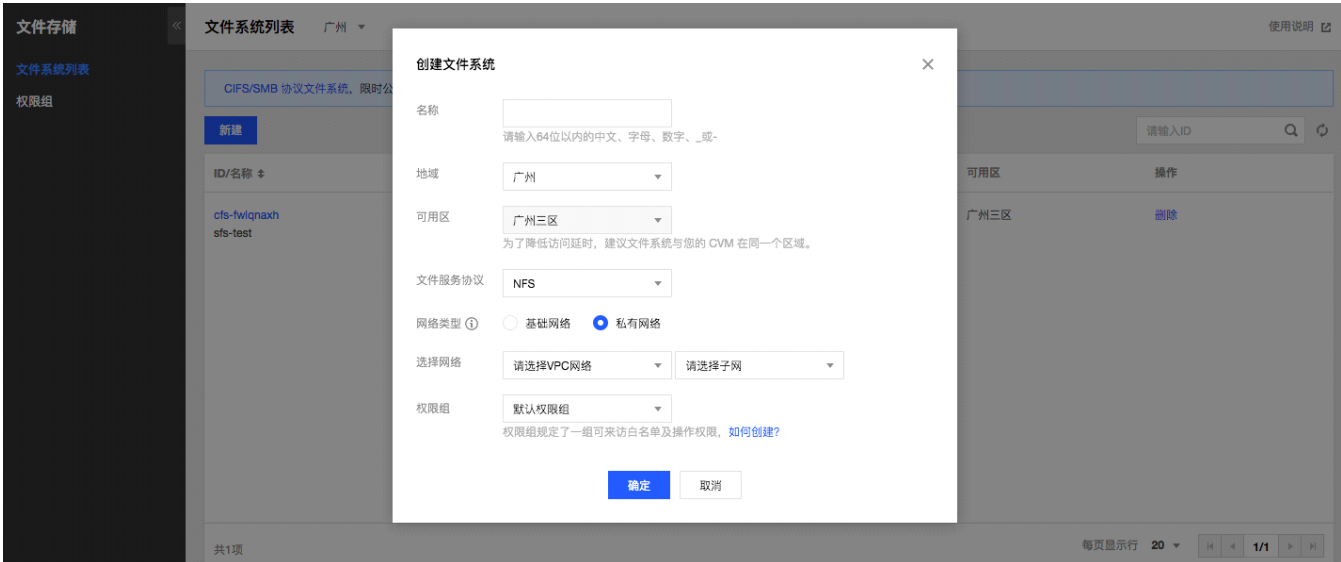 文件存储
文件系统列表
权限组
文件系统列表 广州
使用说明
CIFS/SMB 协议文件系统，限时公
新建
请输入ID
ID/名称
可用区
操作
cfs-fwlqnaxh
sfs-test
广州三区
删除
创建文件系统
名称
请输入64位以内的中文、字母、数字、_或-
地域
广州
可用区
广州三区
为了降低访问延时，建议文件系统与您的 CVM 在同一个区域。
文件服务协议
NFS
网络类型
基础网络 私有网络
选择网络
请选择VPC网络 请选择子网
权限组
默认权限组
权限组规定了一组可来访白名单及操作权限，如何创建?
确定 取消
共1项
每页显示行 20
1/1